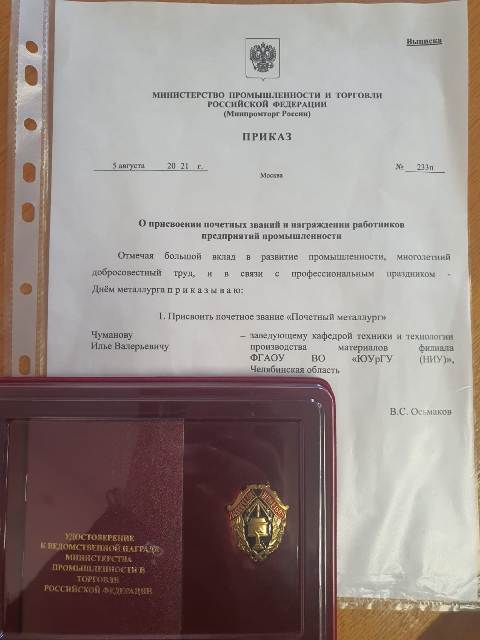 Выписка
МИНИСТЕРСТВО ПРОМЫШЛЕННОСТИ И ТОРГОВЛИ
РОССИЙСКОЙ ФЕДЕРАЦИИ
(Минпромторг России)
ПРИКАЗ
5 августа 20 21 г. № 233п
Москва
О присвоении почетных званий и награждении работников
предприятий промышленности
Отмечая большой вклад в развитие промышленности, многолетний
добросовестный труд, и в связи с профессиональным праздником -
Днём металлурга п р и к а з ы в а ю:
1. Присвоить почетное звание «Почетный металлург»
Чуманову – заведующему кафедрой техники и технологии
Илье Валерьевичу производства материалов филиала
ФГАОУ ВО «ЮУрГУ (НИУ)»,
Челябинская область
В.С. Осьмаков
УДОСТОВЕРЕНИЕ
К ВЕДОМСТВЕННОЙ НАГРАДЕ
МИНИСТЕРСТВА
ПРОМЫШЛЕННОСТИ И
ТОРГОВЛИ
РОССИЙСКОЙ ФЕДЕРАЦИИ